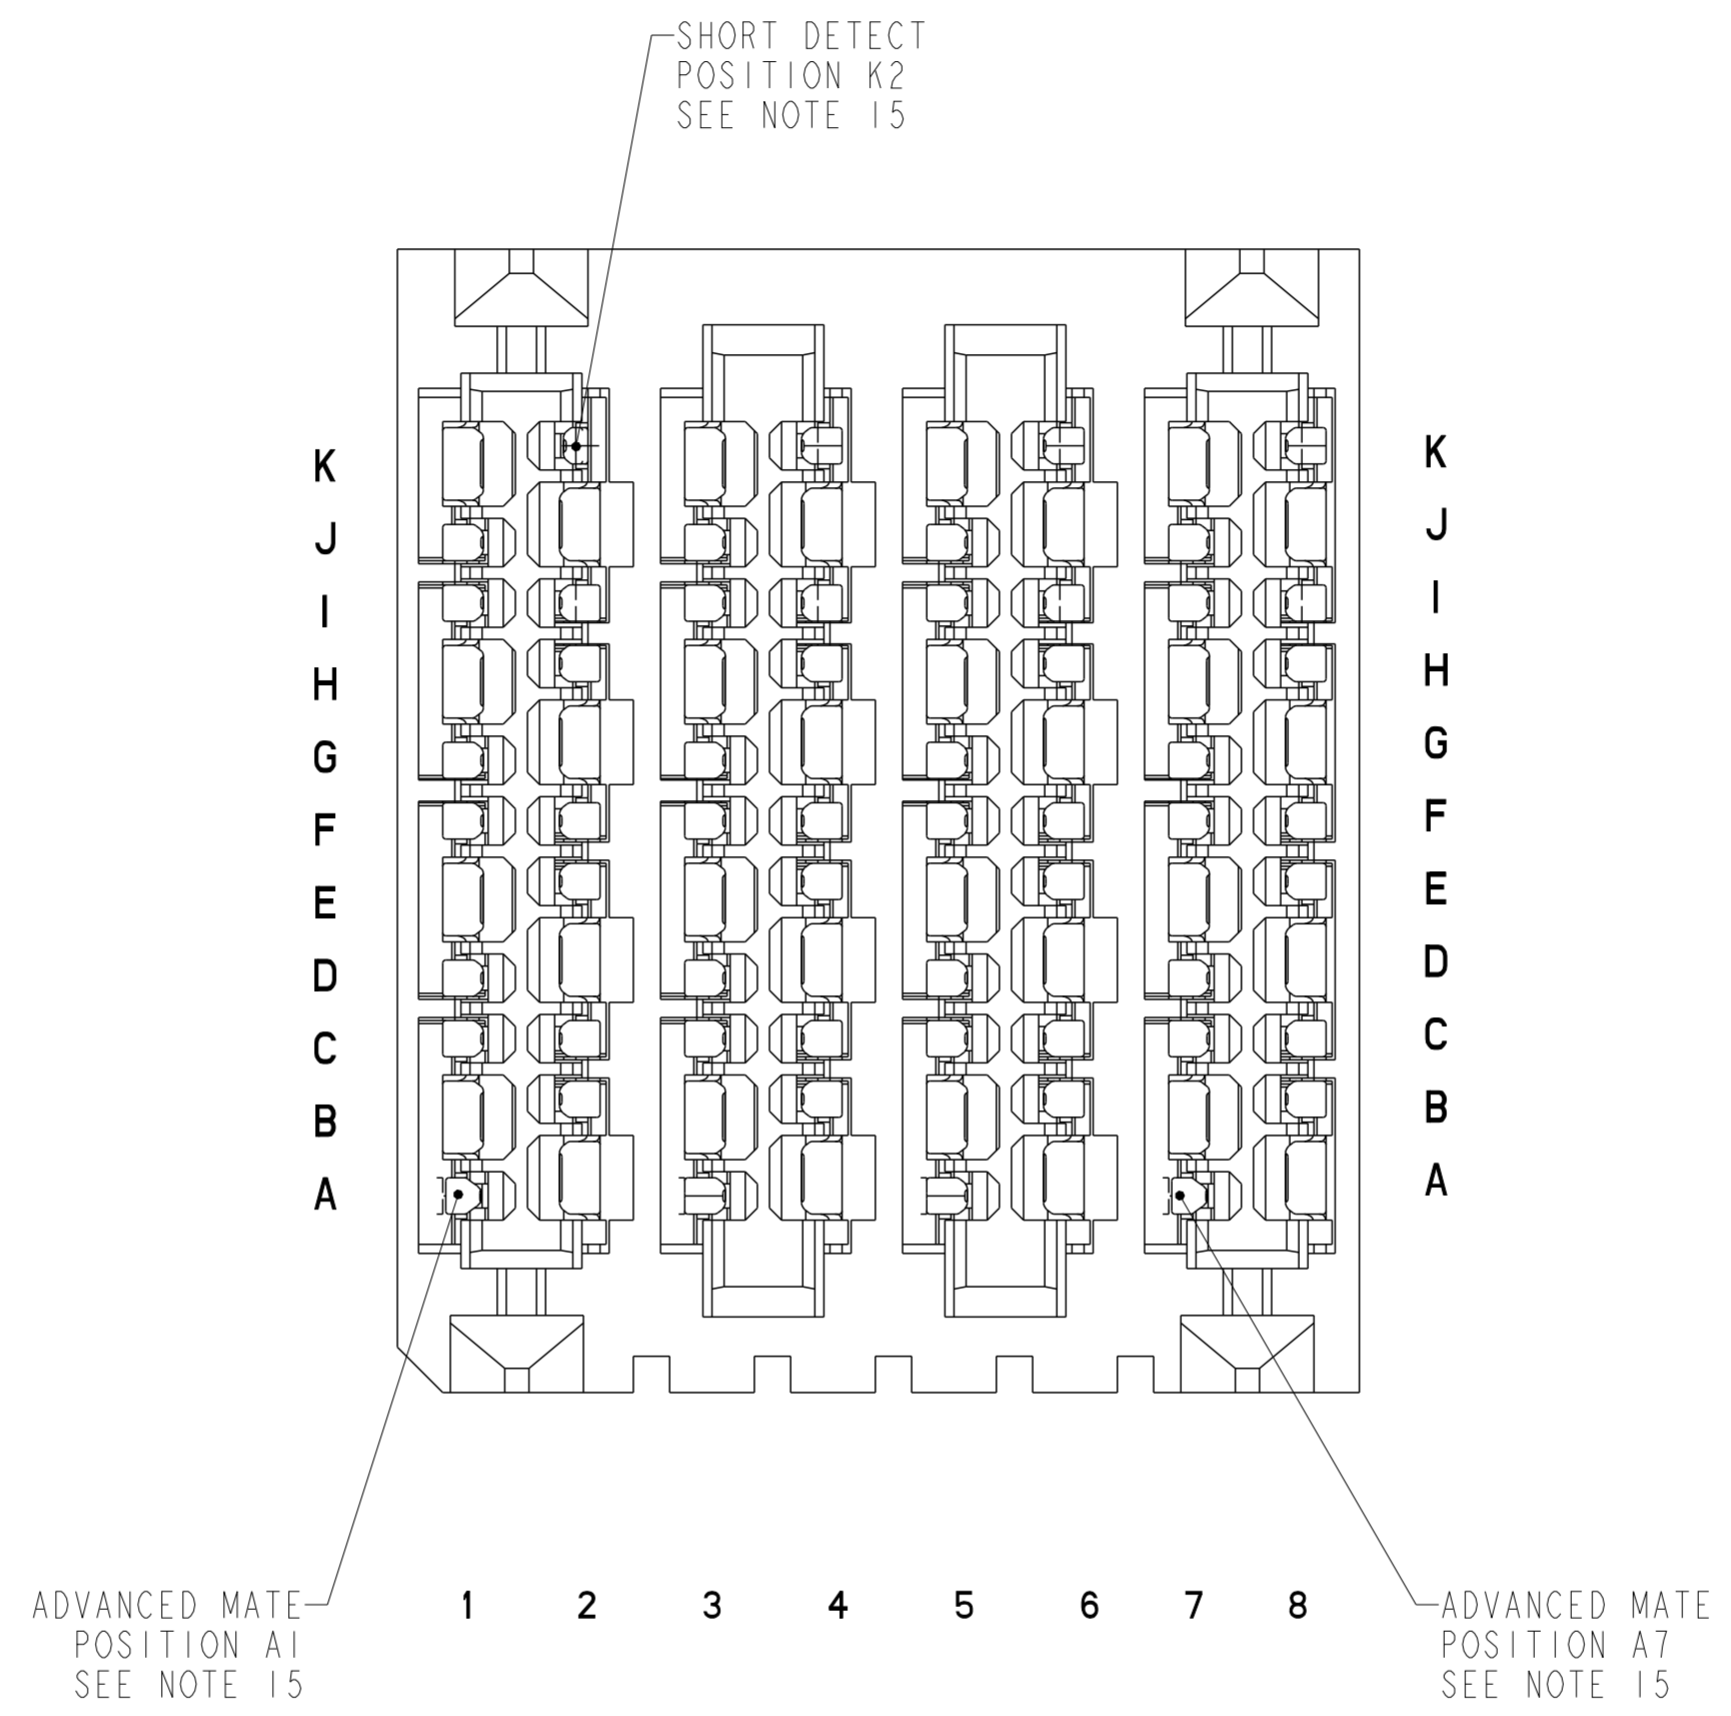 SHORT DETECT
POSITION K2
SEE NOTE 15
K K
J J
I I
H H
G G
F F
E E
D D
C C
B B
A A
ADVANCED MATE
POSITION A1
SEE NOTE 15
1 2 3 4 5 6 7 8
ADVANCED MATE
POSITION A7
SEE NOTE 15